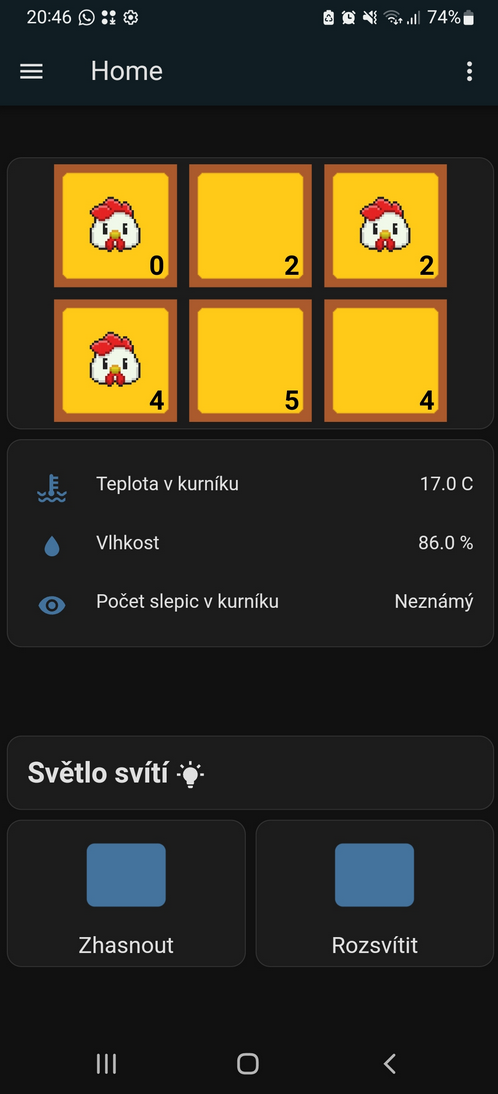 20:46 74%
Home
0 2 2
4 5 4
Teplota v kurníku 17.0 C
Vlhkost 86.0 %
Počet slepic v kurníku Neznámý
Světlo svítí
Zhasnout Rozsvítit